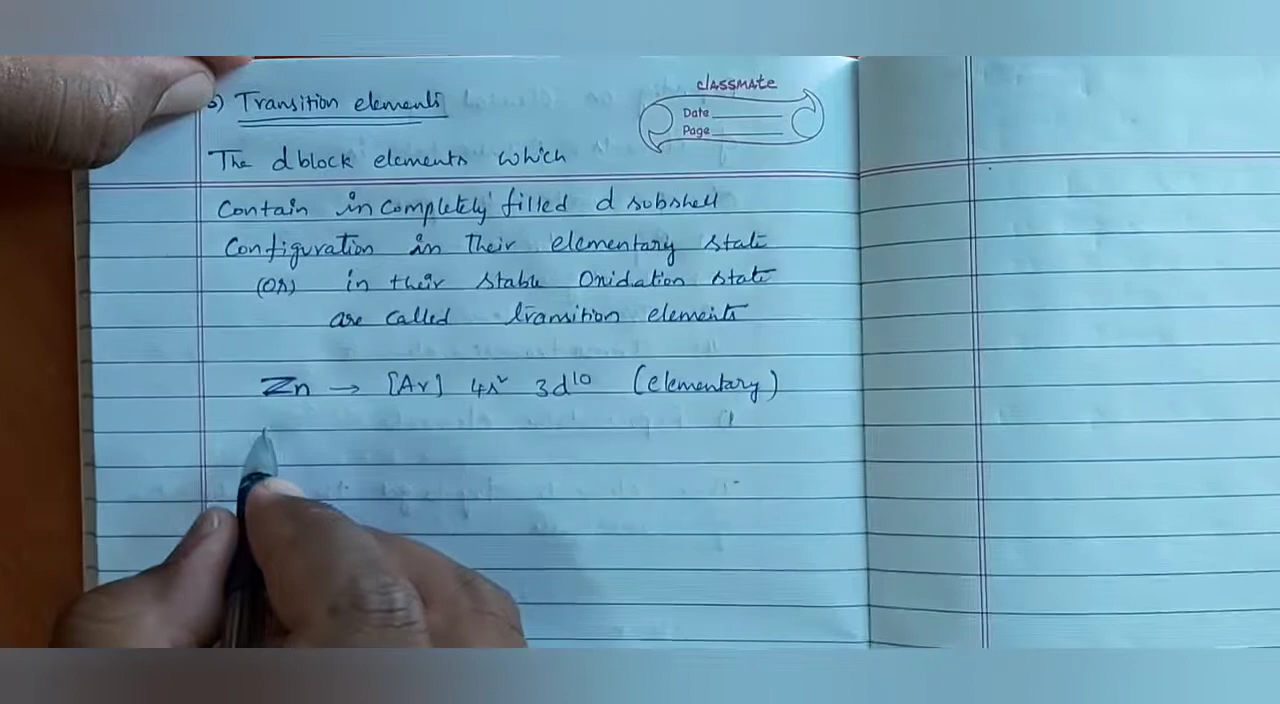 classmate
Date
Page
) Transition elements
The d block elements which
Contain incompletely filled d subshell
Configuration in their elementary state
(or) in their stable Oxidation state
are called transition elements
Zn → [Ar] 4s² 3d¹⁰ (elementary)